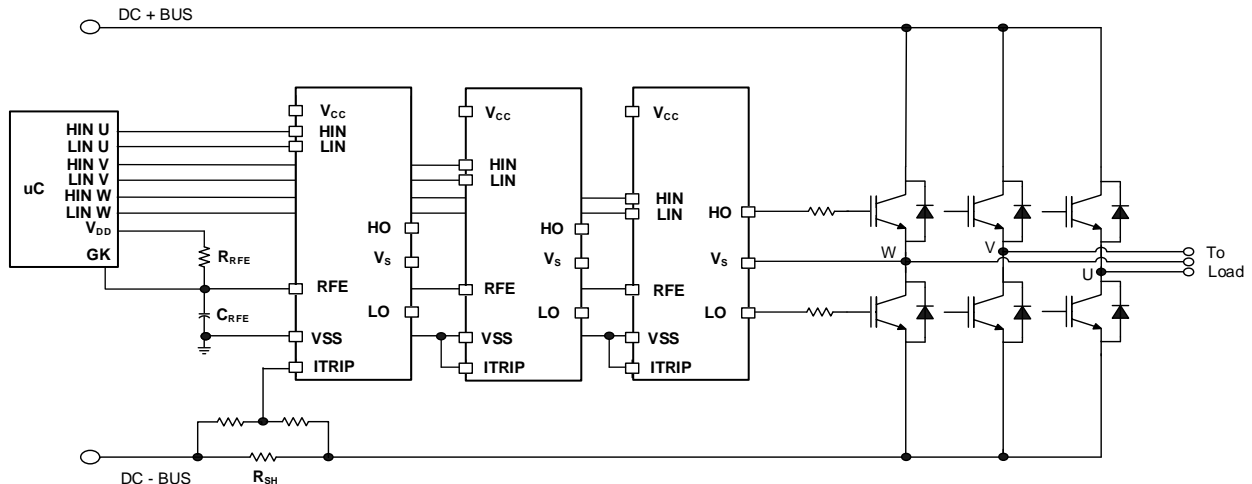 DC + BUS
uC
HIN U
LIN U
HIN V
LIN V
HIN W
LIN W
VDD
GK
RRFE
CRFE
VCC
HIN
LIN
HO
VS
RFE
LO
VSS
ITRIP
VCC
HIN
LIN
HO
VS
RFE
LO
VSS
ITRIP
VCC
HIN
LIN
HO
VS
RFE
LO
VSS
ITRIP
W
V
U
To
Load
DC - BUS
RSH